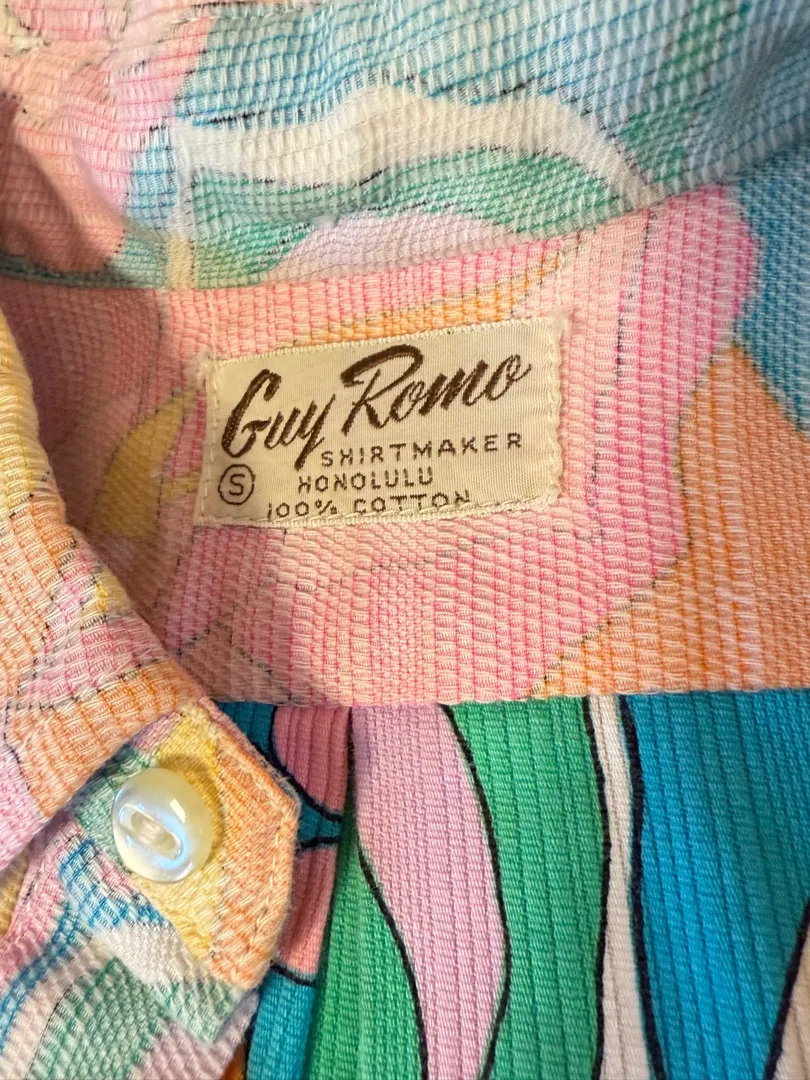 Guy Romo
SHIRTMAKER
S HONOLULU
100% COTTON